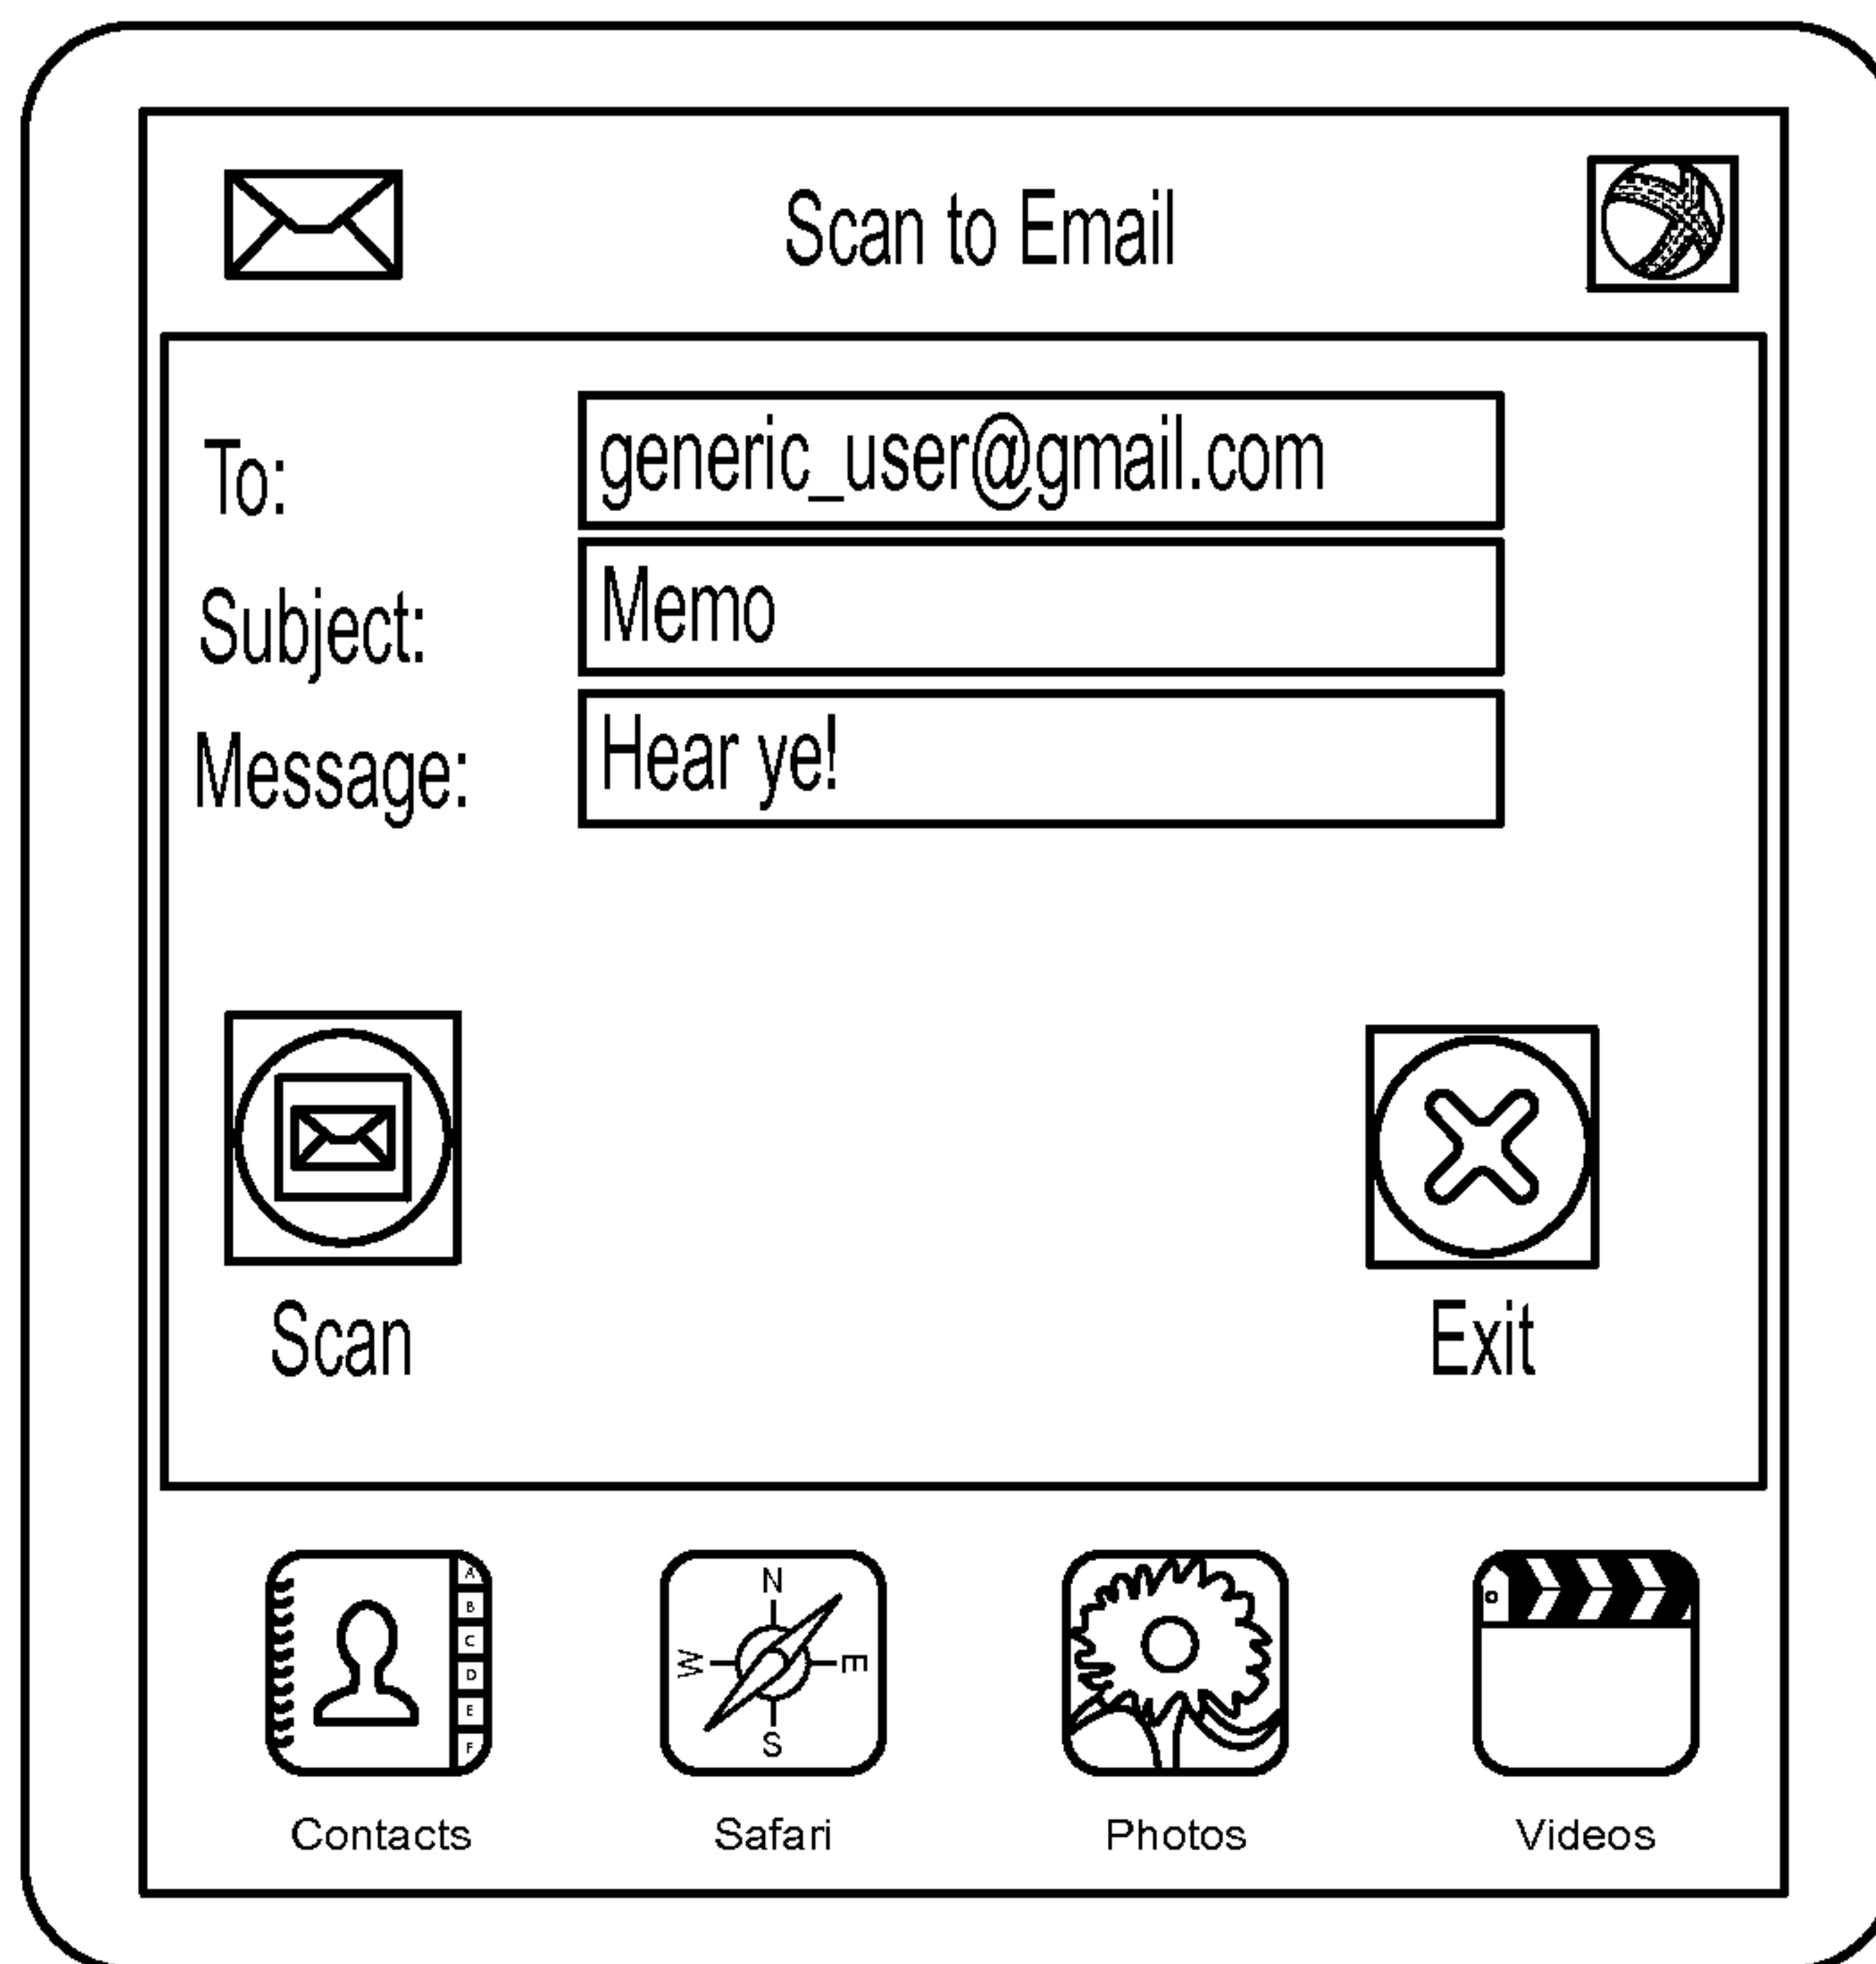 Scan to Email
To: generic_user@gmail.com
Subject: Memo
Message: Hear ye!
Scan Exit
A
B
C
D
E
F
N
W E
S
Contacts Safari Photos Videos